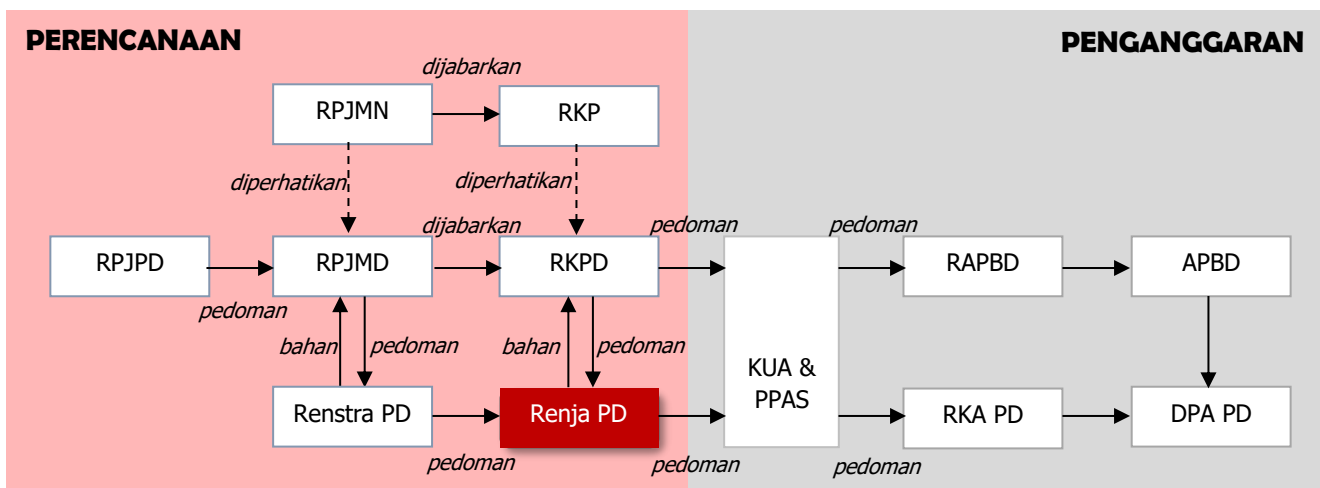 PERENCANAAN
PENGANGGARAN
dijabarkan
RPJMN
RKP
diperhatikan
diperhatikan
dijabarkan
pedoman
pedoman
RPJPD
RPJMD
RKPD
RAPBD
APBD
pedoman
bahan
pedoman
bahan
pedoman
KUA &
PPAS
Renstra PD
Renja PD
RKA PD
DPA PD
pedoman
pedoman
pedoman